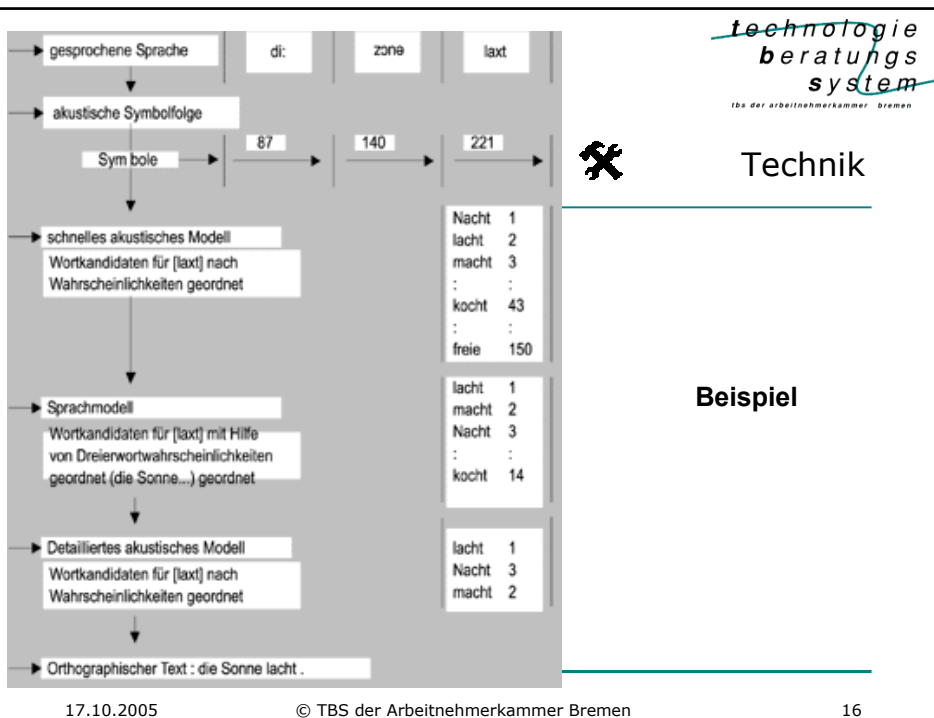 technologie
beratungs
system
tbs der arbeitnehmerkammer bremen
Technik
gesprochene Sprache di: zɔnə laxt
akustische Symbolfolge
Sym bole 87 140 221
schnelles akustisches Modell
Wortkandidaten für [laxt] nach
Wahrscheinlichkeiten geordnet
Nacht 1
lacht 2
macht 3
: :
kocht 43
: :
freie 150
Sprachmodell
Wortkandidaten für [laxt] mit Hilfe
von Dreierwortwahrscheinlichkeiten
geordnet (die Sonne...) geordnet
lacht 1
macht 2
Nacht 3
: :
kocht 14
Detailliertes akustisches Modell
Wortkandidaten für [laxt] nach
Wahrscheinlichkeiten geordnet
lacht 1
Nacht 3
macht 2
Orthographischer Text : die Sonne lacht .
Beispiel
17.10.2005 © TBS der Arbeitnehmerkammer Bremen 16